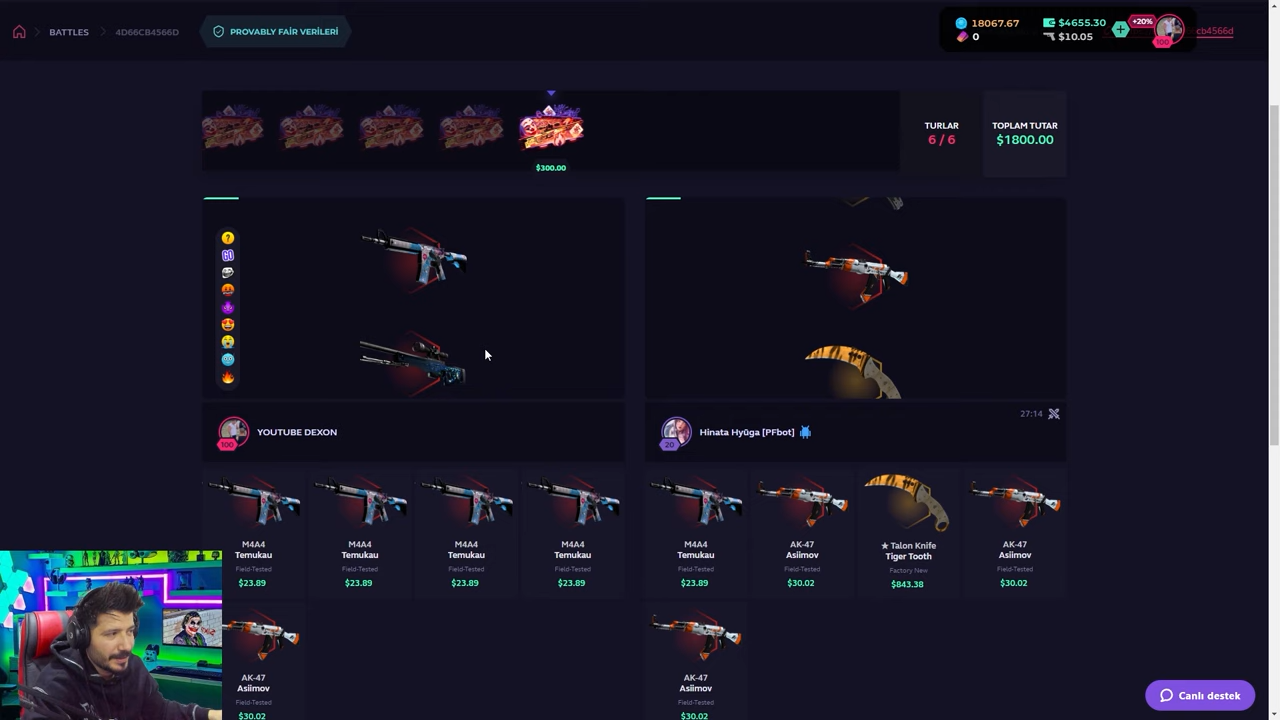 BATTLES
4D66CB4566D
PROVABLY FAİR VERİLERİ
18067.67
0
$4655.30
$10.05
+20%
100
cb4566d
TURLAR
6 / 6
TOPLAM TUTAR
$1800.00
$300.00
27:14
100
YOUTUBE DEXON
20
Hinata Hyūga [PFbot]
M4A4
Temukau
Field-Tested
$23.89
M4A4
Temukau
Field-Tested
$23.89
M4A4
Temukau
Field-Tested
$23.89
M4A4
Temukau
Field-Tested
$23.89
M4A4
Temukau
Field-Tested
$23.89
AK-47
Asiimov
Field-Tested
$30.02
★ Talon Knife
Tiger Tooth
Factory New
$843.38
AK-47
Asiimov
Field-Tested
$30.02
AK-47
Asiimov
Field-Tested
$30.02
AK-47
Asiimov
Field-Tested
$30.02
Canlı destek